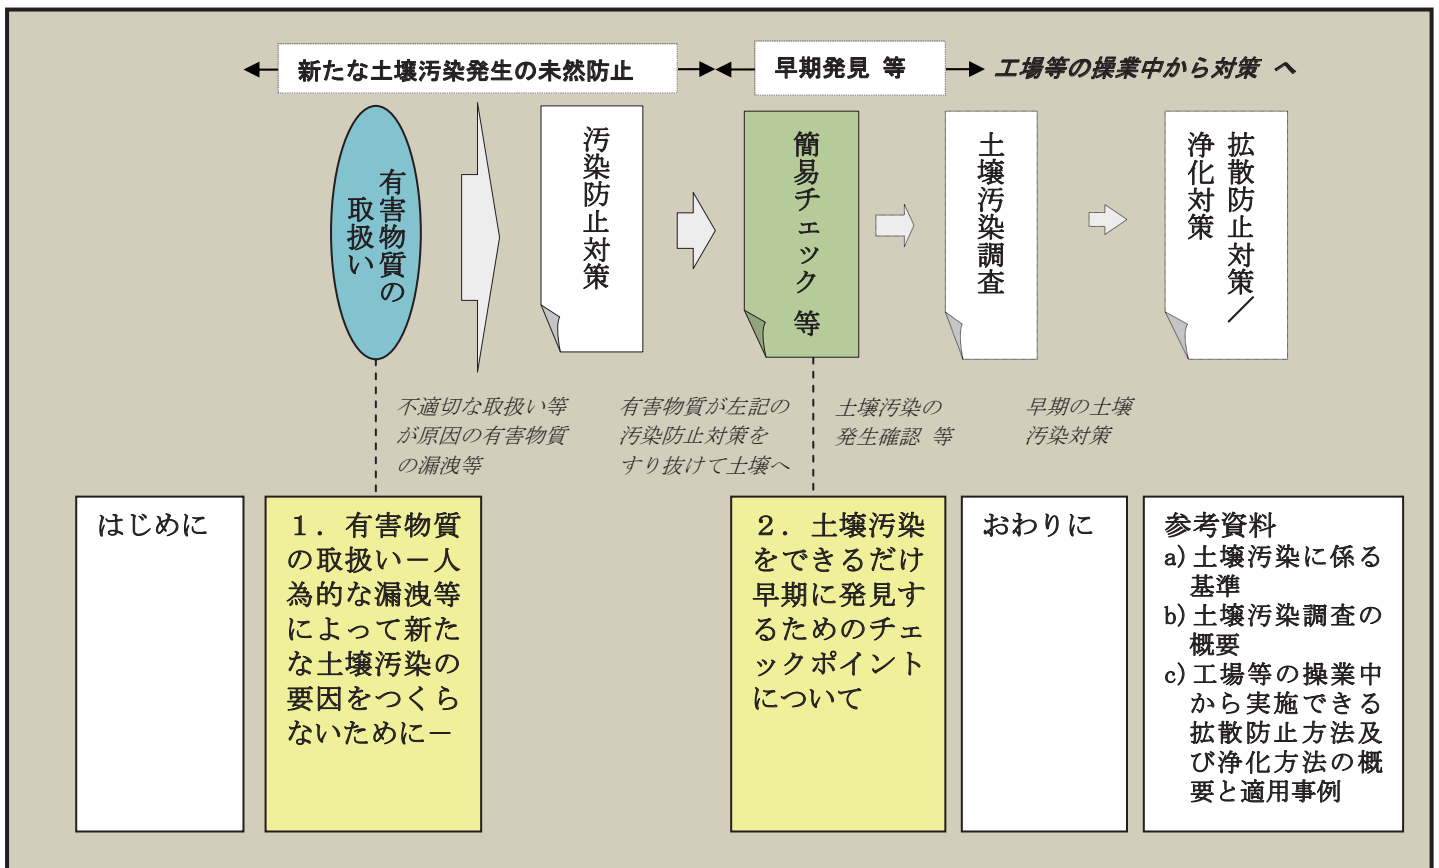 新たな土壌汚染発生の未然防止
早期発見 等
工場等の操業中から対策 へ
有害物質の
取扱い
汚染防止対策
簡易チェック 等
土壌汚染調査
拡散防止対策／
浄化対策
不適切な取扱い等
が原因の有害物質
の漏洩等
有害物質が左記の
汚染防止対策を
すり抜けて土壌へ
土壌汚染の
発生確認 等
早期の土壌
汚染対策
はじめに
１．有害物質
の取扱い－人
為的な漏洩等
によって新た
な土壌汚染の
要因をつくら
ないために－
２．土壌汚染
をできるだけ
早期に発見す
るためのチェ
ックポイント
について
おわりに
参考資料
a)土壌汚染に係る
基準
b)土壌汚染調査の
概要
c)工場等の操業中
から実施できる
拡散防止方法及
び浄化方法の概
要と適用事例